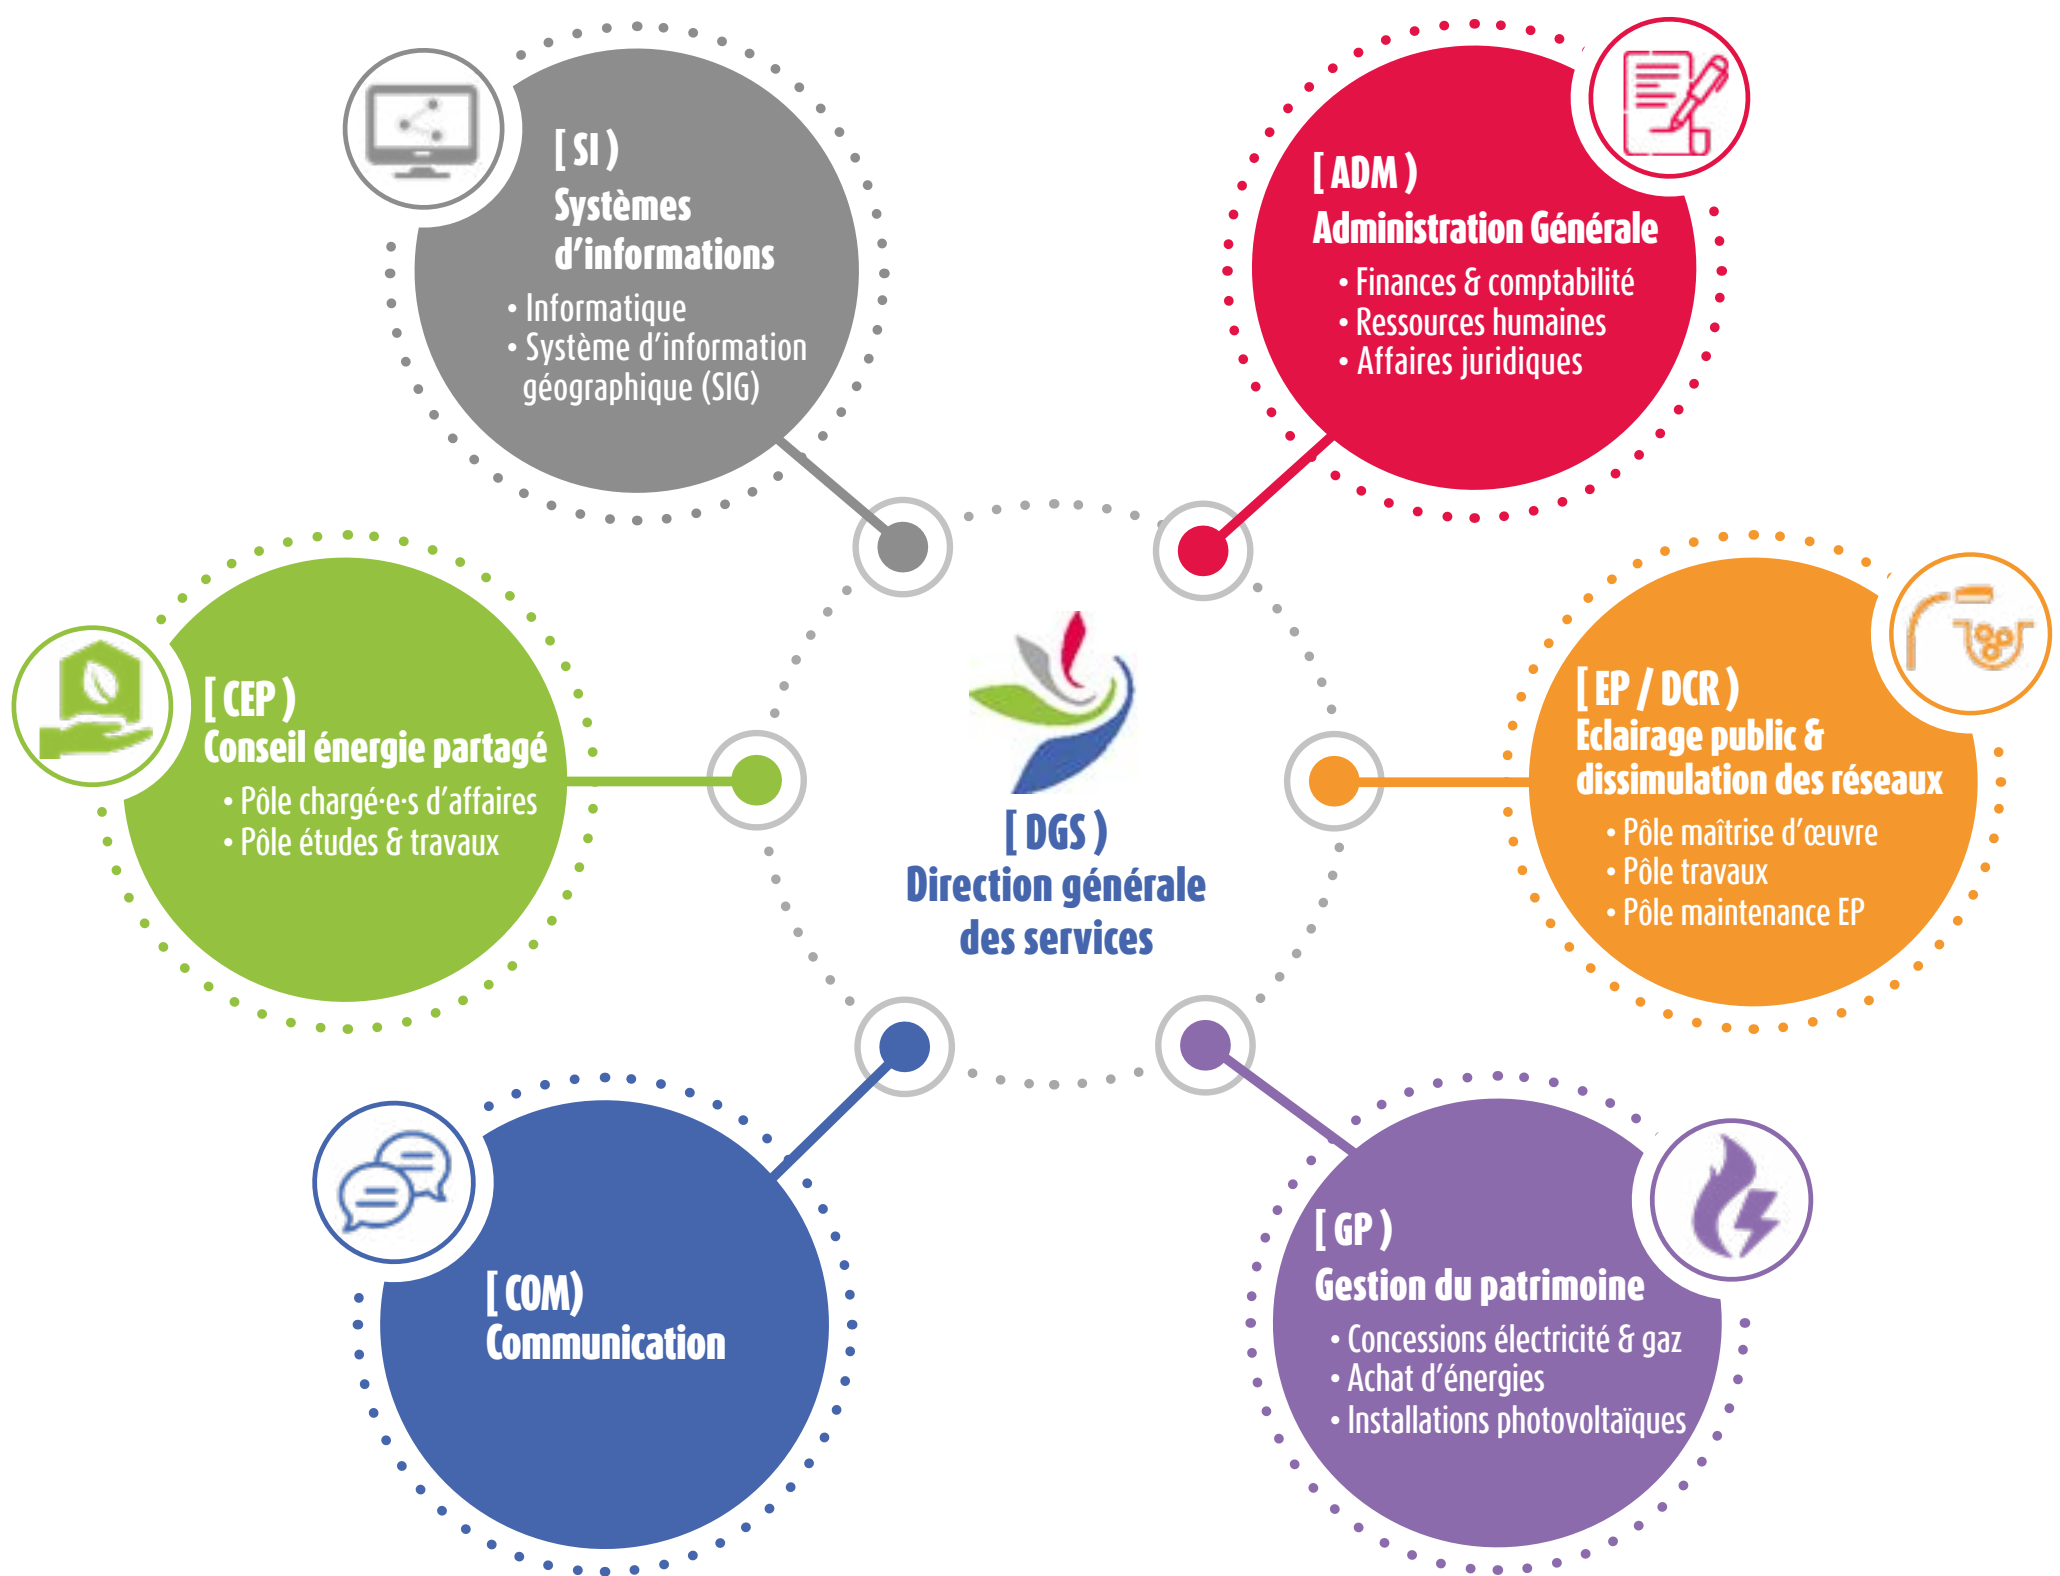 [ SI )
Systèmes
d'informations
• Informatique
• Système d'information
géographique (SIG)
[ ADM )
Administration Générale
• Finances & comptabilité
• Ressources humaines
• Affaires juridiques
[ CEP )
Conseil énergie partagé
• Pôle chargé·e·s d'affaires
• Pôle études & travaux
[ DGS )
Direction générale
des services
[ EP / DCR )
Eclairage public &
dissimulation des réseaux
• Pôle maîtrise d'œuvre
• Pôle travaux
• Pôle maintenance EP
[ COM)
Communication
[ GP )
Gestion du patrimoine
• Concessions électricité & gaz
• Achat d'énergies
• Installations photovoltaïques